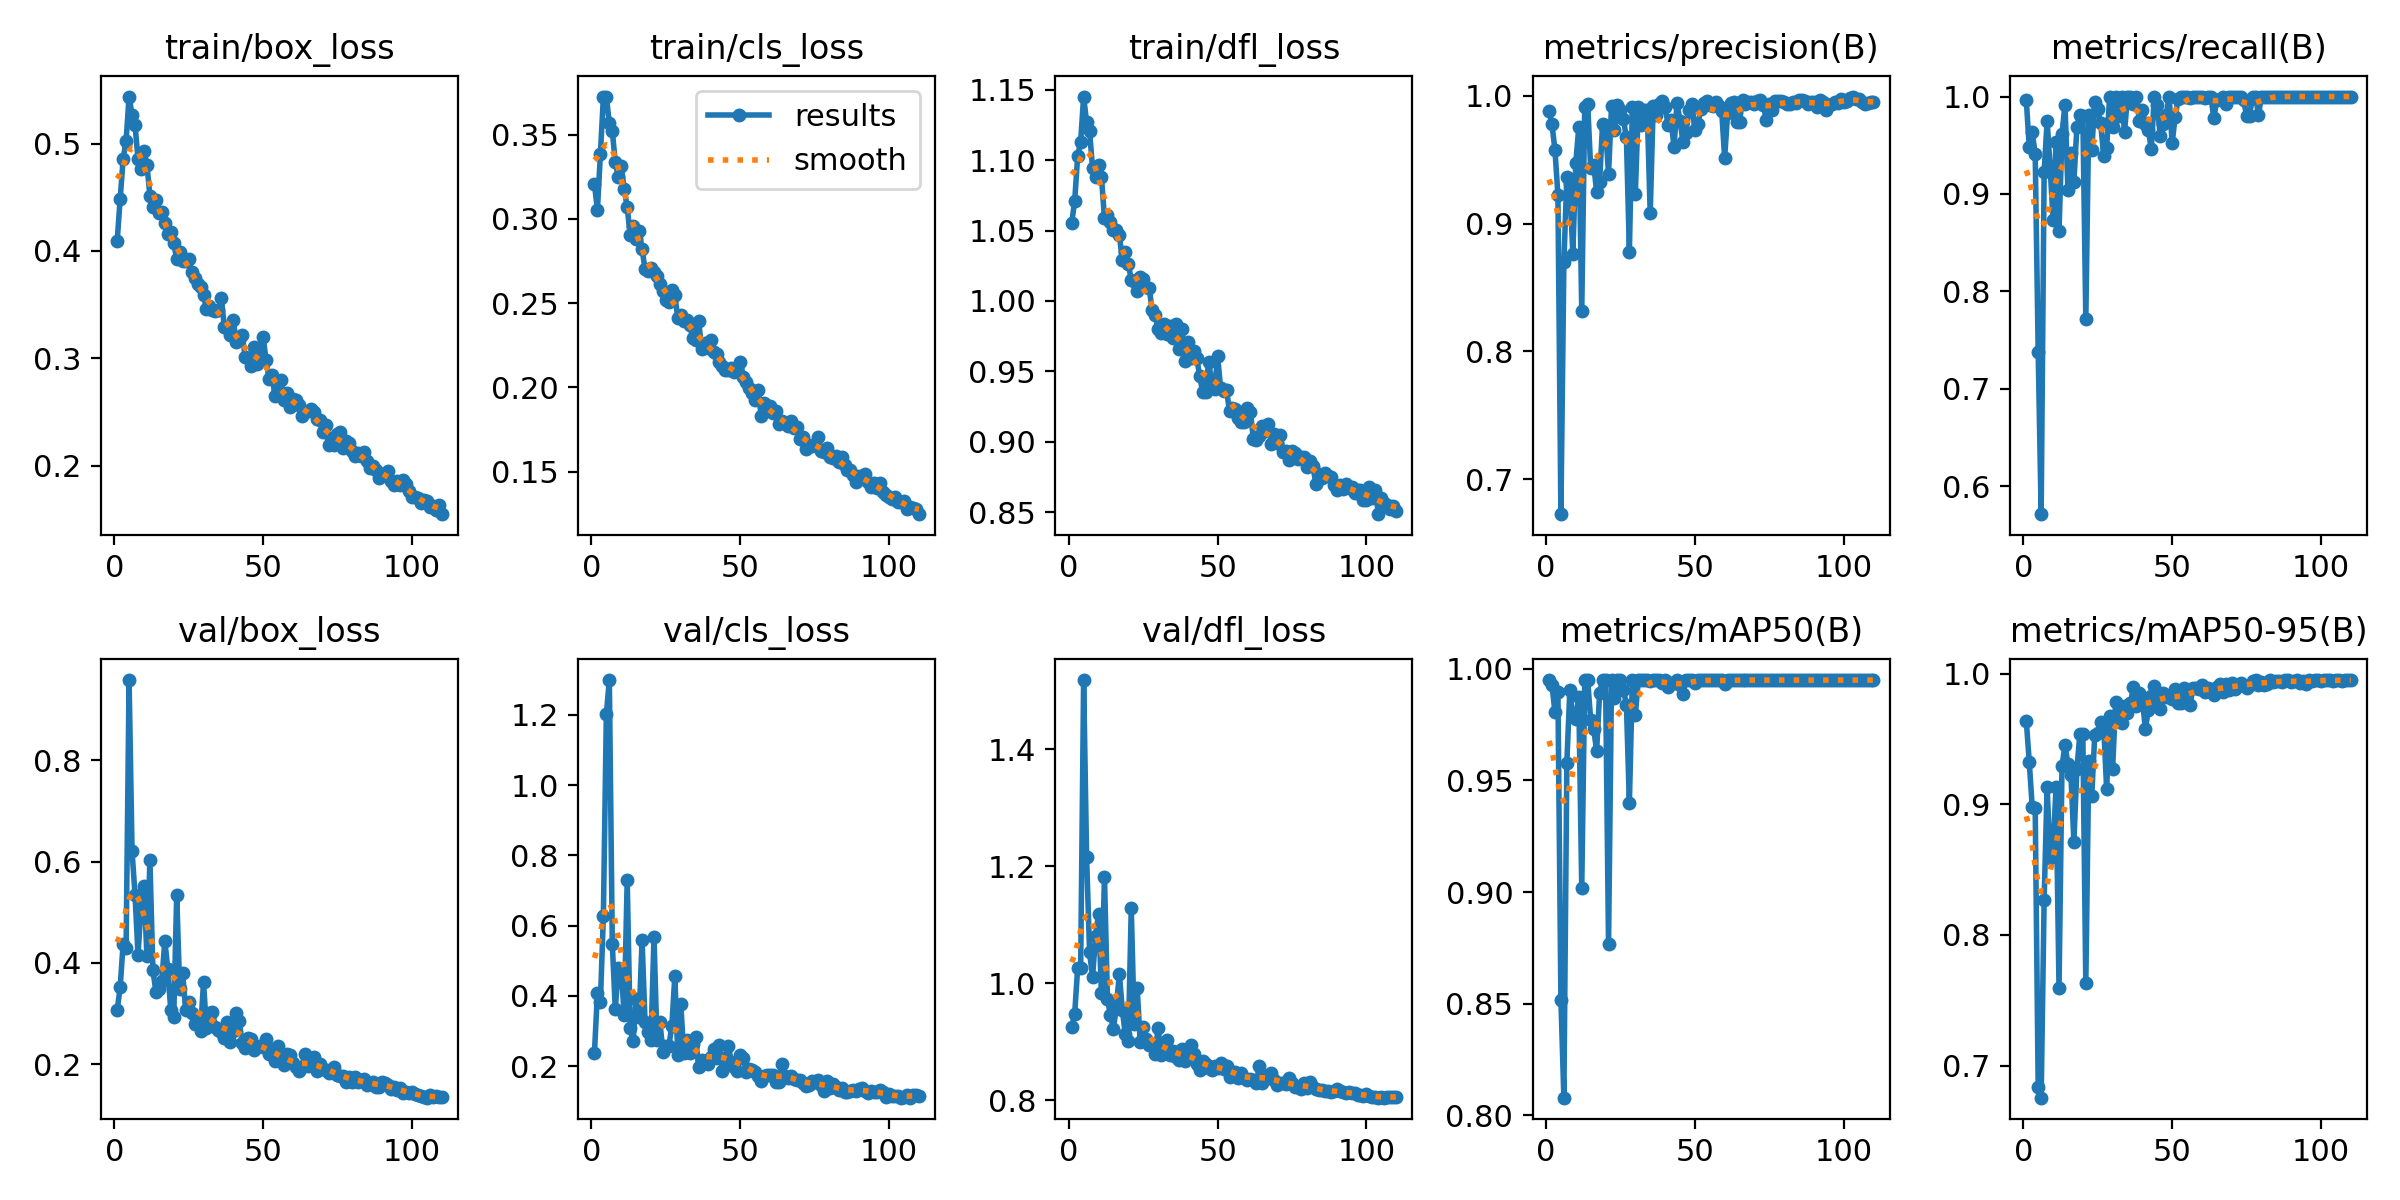 train/box_loss
train/cls_loss
train/dfl_loss
metrics/precision(B)
metrics/recall(B)
0.5
0.4
0.3
0.2
0 50 100
0.35
0.30
0.25
0.20
0.15
results
smooth
0 50 100
1.15
1.10
1.05
1.00
0.95
0.90
0.85
0 50 100
1.0
0.9
0.8
0.7
0 50 100
1.0
0.9
0.8
0.7
0.6
0 50 100
val/box_loss
val/cls_loss
val/dfl_loss
metrics/mAP50(B)
metrics/mAP50-95(B)
0.8
0.6
0.4
0.2
0 50 100
1.2
1.0
0.8
0.6
0.4
0.2
0 50 100
1.4
1.2
1.0
0.8
0 50 100
1.00
0.95
0.90
0.85
0.80
0 50 100
1.0
0.9
0.8
0.7
0 50 100